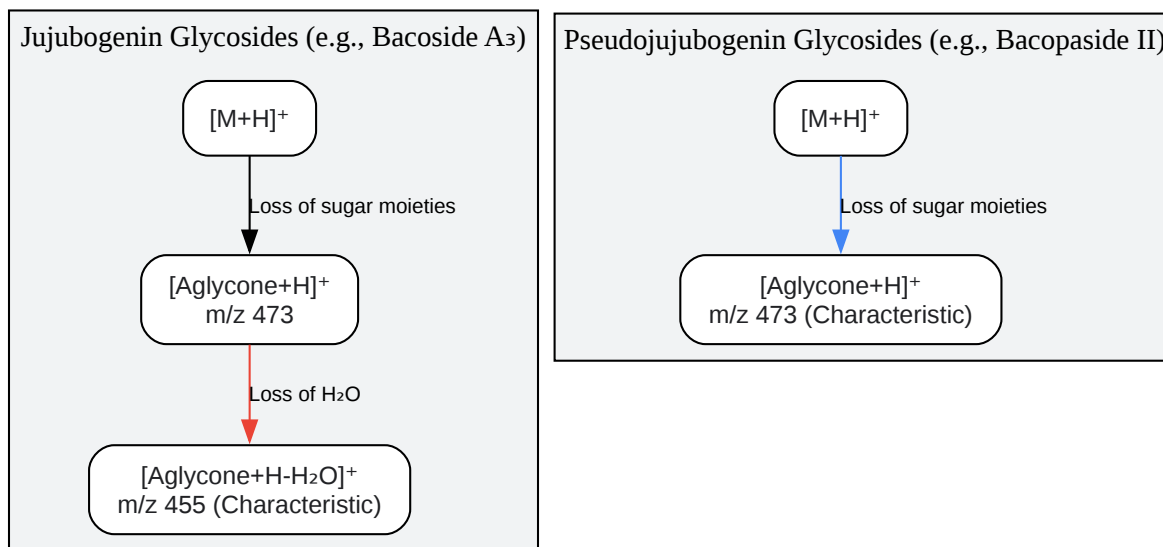 Jujubogenin Glycosides (e.g., Bacoside A₃)
[M+H]⁺
Loss of sugar moieties
[Aglycone+H]⁺
m/z 473
Loss of H₂O
[Aglycone+H-H₂O]⁺
m/z 455 (Characteristic)
Pseudojujubogenin Glycosides (e.g., Bacopaside II)
[M+H]⁺
Loss of sugar moieties
[Aglycone+H]⁺
m/z 473 (Characteristic)